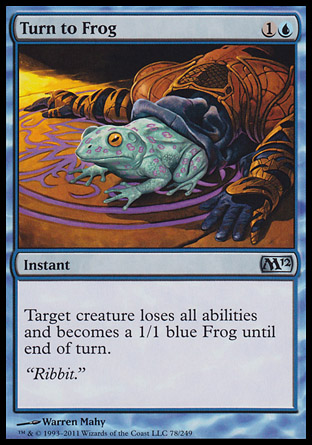 Turn to Frog 1
Instant M12
Target creature loses all abilities
and becomes a 1/1 blue Frog until
end of turn.
“Ribbit.”
Warren Mahy
™ & © 1993–2011 Wizards of the Coast LLC 78/249